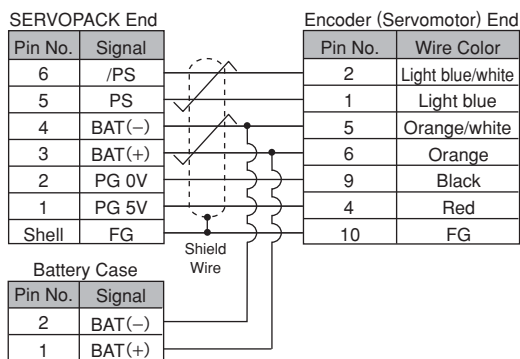 SERVOPACK End Encoder (Servomotor) End
Pin No. Signal Pin No. Wire Color
6 /PS 2 Light blue/white
5 PS 1 Light blue
4 BAT(−) 5 Orange/white
3 BAT(+) 6 Orange
2 PG 0V 9 Black
1 PG 5V 4 Red
Shell FG 10 FG
Shield
Wire
Battery Case
Pin No. Signal
2 BAT(−)
1 BAT(+)